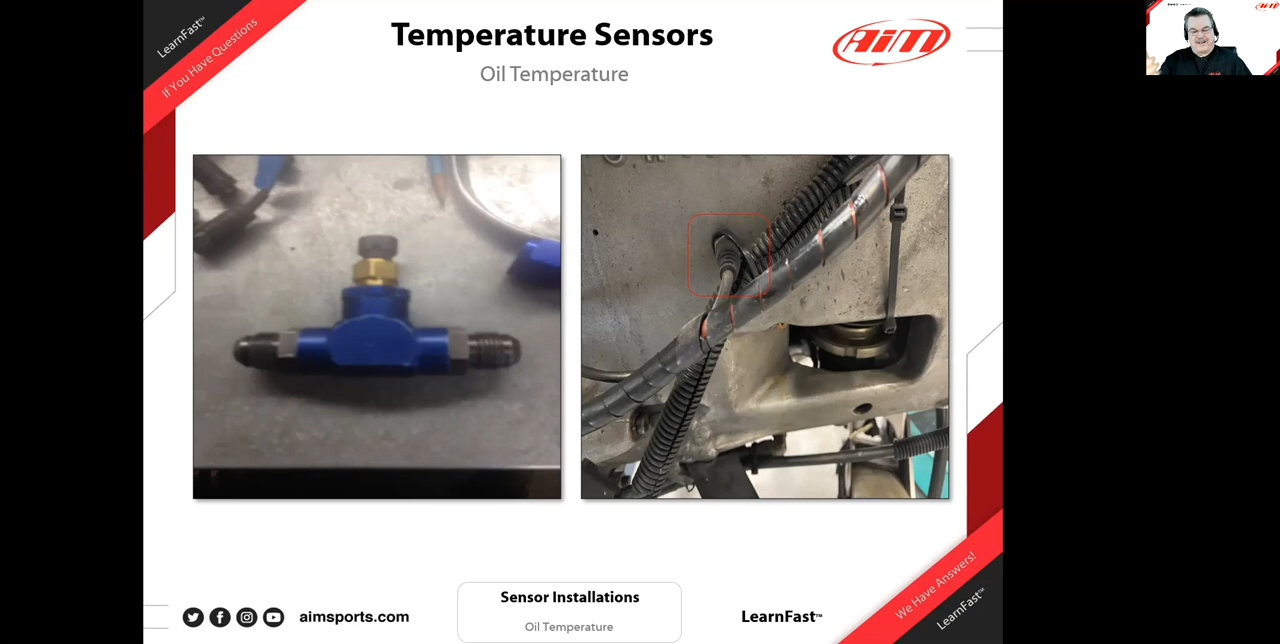 LearnFast™
If You Have Questions
Temperature Sensors
Oil Temperature
AiM
AiM
Sensor Installations
Oil Temperature
aimsports.com
LearnFast™
We Have Answers!
LearnFast™